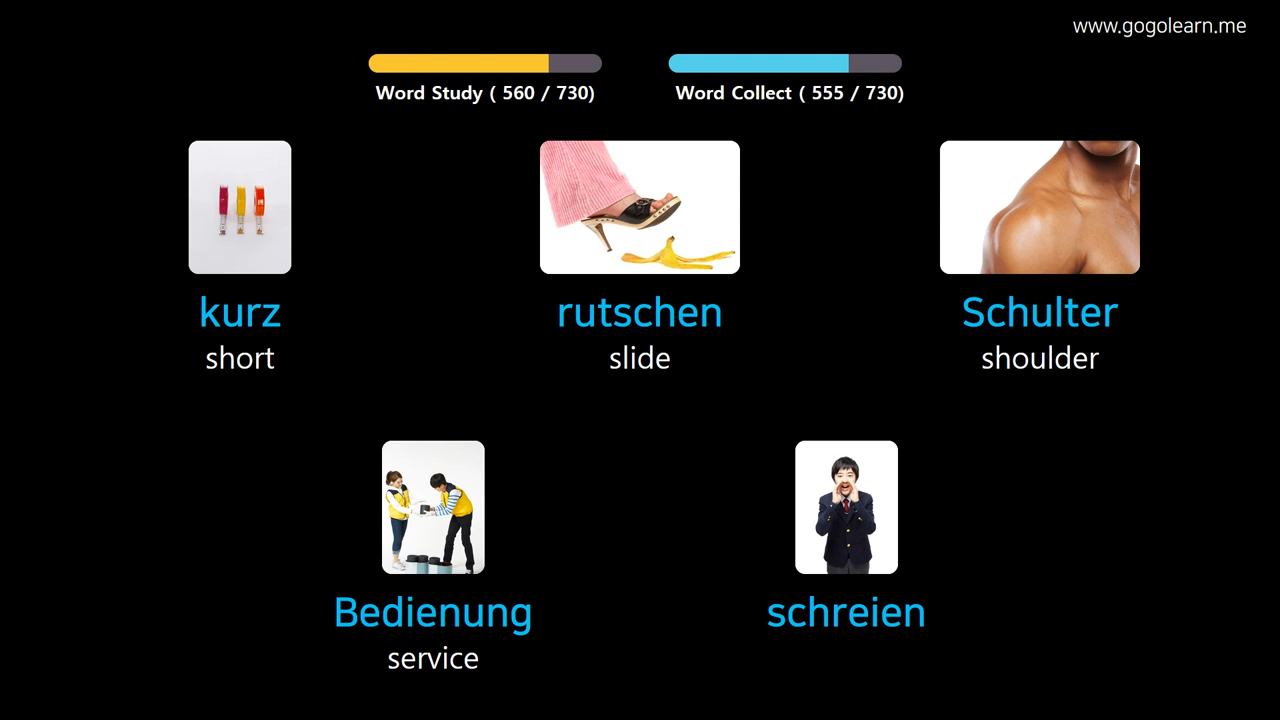 www.gogolearn.me
Word Study ( 560 / 730)
Word Collect ( 555 / 730)
kurz
short
rutschen
slide
Schulter
shoulder
Bedienung
service
schreien